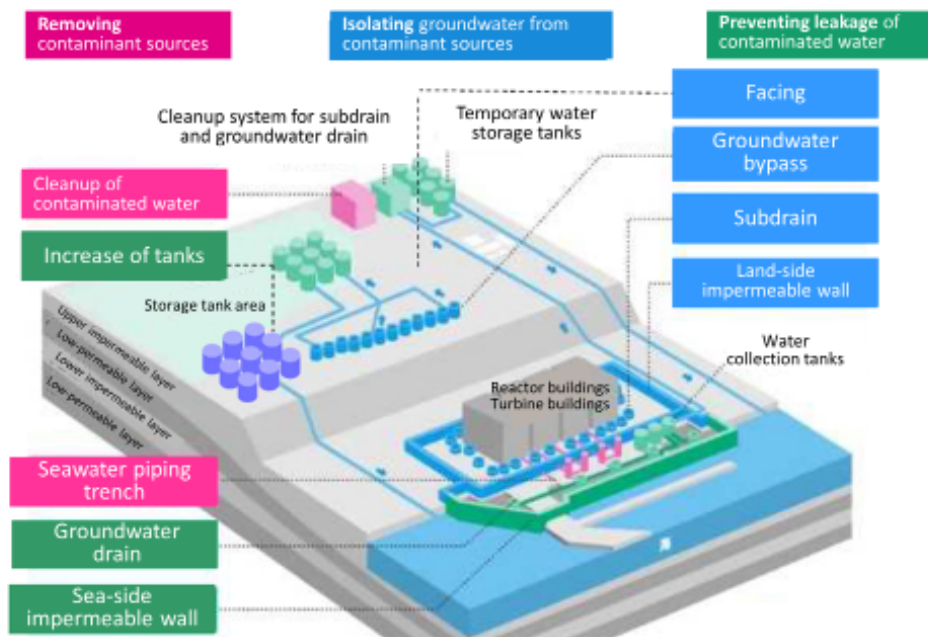 Removing
contaminant sources
Isolating groundwater from
contaminant sources
Preventing leakage of
contaminated water
Cleanup system for subdrain
and groundwater drain
Temporary water
storage tanks
Facing
Groundwater
bypass
Subdrain
Land-side
impermeable wall
Cleanup of
contaminated water
Increase of tanks
Storage tank area
Water
collection tanks
Upper impermeable layer
Low-permeable layer
Lower impermeable layer
Low-permeable layer
Reactor buildings
Turbine buildings
Seawater piping
trench
Groundwater
drain
Sea-side
impermeable wall